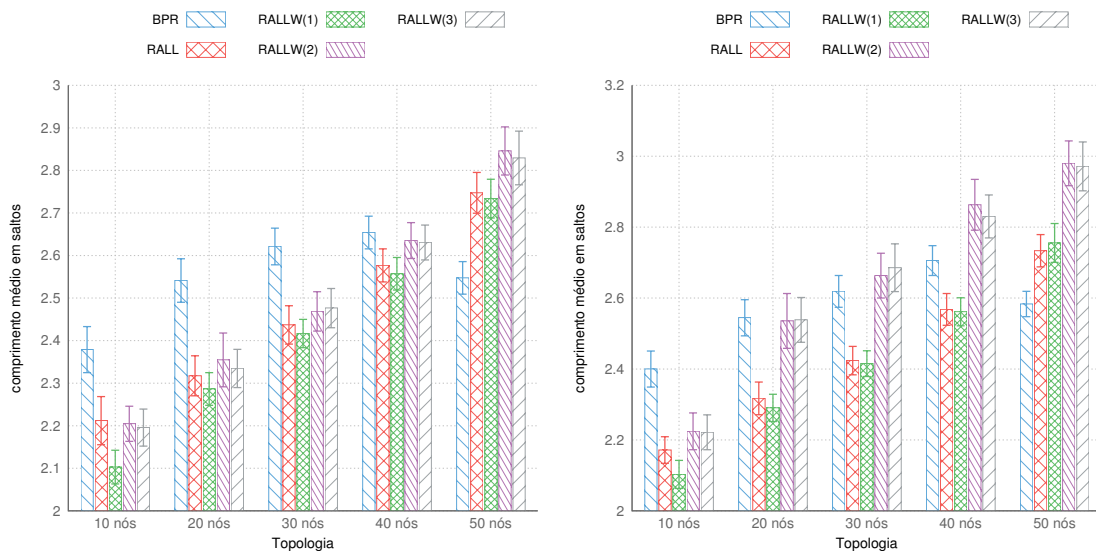 BPR RALLW(1) RALLW(3)
RALL RALLW(2)
comprimento médio em saltos
3
2.9
2.8
2.7
2.6
2.5
2.4
2.3
2.2
2.1
2
10 nós 20 nós 30 nós 40 nós 50 nós
Topologia
BPR RALLW(1) RALLW(3)
RALL RALLW(2)
comprimento médio em saltos
3.2
3
2.8
2.6
2.4
2.2
2
10 nós 20 nós 30 nós 40 nós 50 nós
Topologia